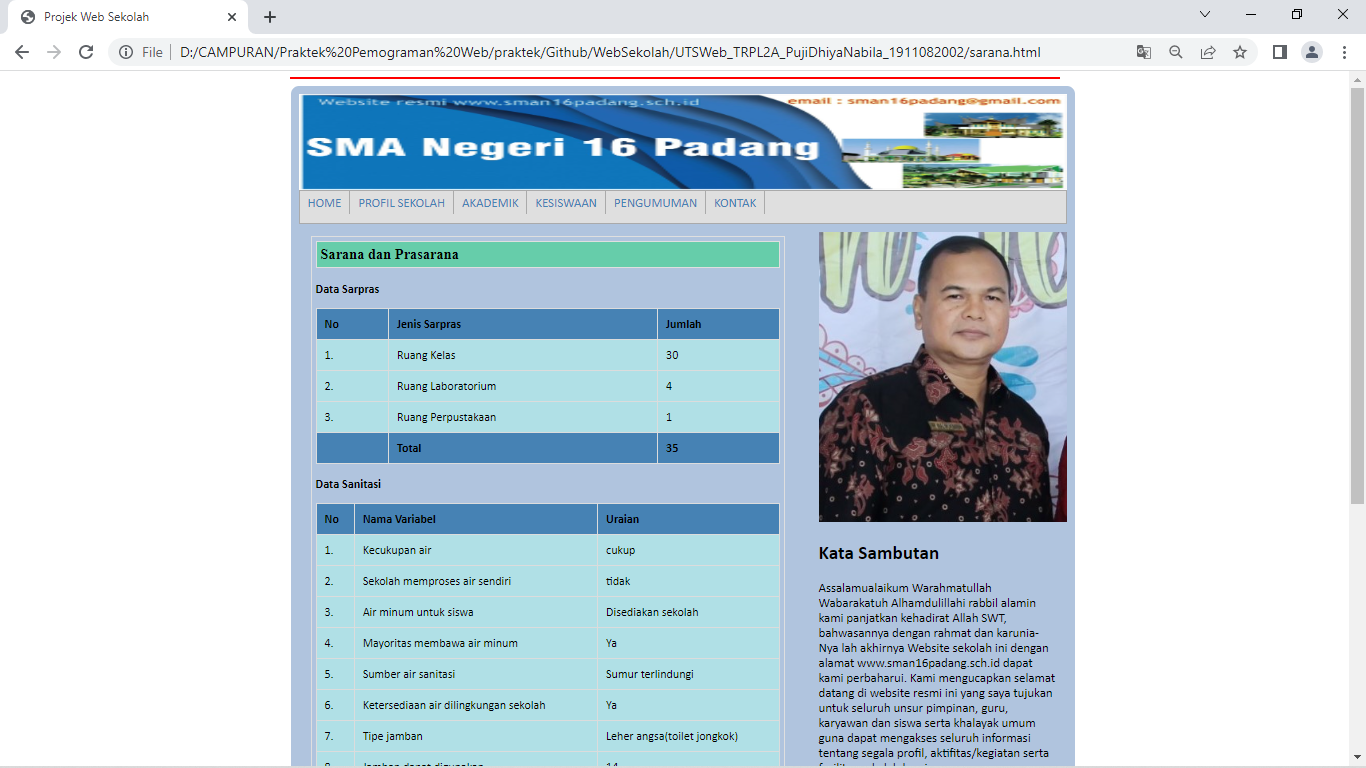 Projek Web Sekolah
File | D:/CAMPURAN/Praktek%20Pemograman%20Web/praktek/Github/WebSekolah/UTSWeb_TRPL2A_PujiDhiyaNabila_1911082002/sarana.html
Website resmi www.sman16padang.sch.id email : sman16padang@gmail.com
SMA Negeri 16 Padang
HOME PROFIL SEKOLAH AKADEMIK KESISWAAN PENGUMUMAN KONTAK
Sarana dan Prasarana
Data Sarpras
No Jenis Sarpras Jumlah
1. Ruang Kelas 30
2. Ruang Laboratorium 4
3. Ruang Perpustakaan 1
Total 35
Data Sanitasi
No Nama Variabel Uraian
1. Kecukupan air cukup
2. Sekolah memproses air sendiri tidak
3. Air minum untuk siswa Disediakan sekolah
4. Mayoritas membawa air minum Ya
5. Sumber air sanitasi Sumur terlindungi
6. Ketersediaan air dilingkungan sekolah Ya
7. Tipe jamban Leher angsa(toilet jongkok)
Kata Sambutan
Assalamualaikum Warahmatullah
Wabarakatuh Alhamdulillahi rabbil alamin
kami panjatkan kehadirat Allah SWT,
bahwasannya dengan rahmat dan karunia-
Nya lah akhirnya Website sekolah ini dengan
alamat www.sman16padang.sch.id dapat
kami perbaharui. Kami mengucapkan selamat
datang di website resmi ini yang saya tujukan
untuk seluruh unsur pimpinan, guru,
karyawan dan siswa serta khalayak umum
guna dapat mengakses seluruh informasi
tentang segala profil, aktifitas/kegiatan serta